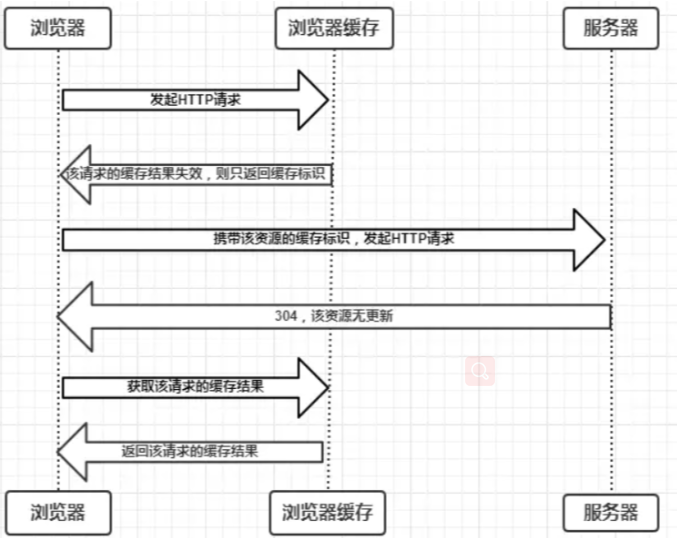 浏览器
浏览器缓存
服务器
发起HTTP请求
该请求的缓存结果失效，则只返回缓存标识
携带该资源的缓存标识，发起HTTP请求
304，该资源无更新
获取该请求的缓存结果
返回该请求的缓存结果
浏览器
浏览器缓存
服务器